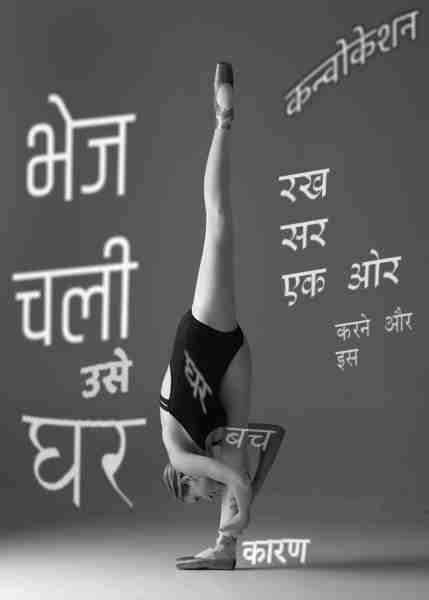 कन्वोकेशन
भेज
चली
उसे
घर
रख
सर
एक ओर
करने और
इस
घर
बच
कारण